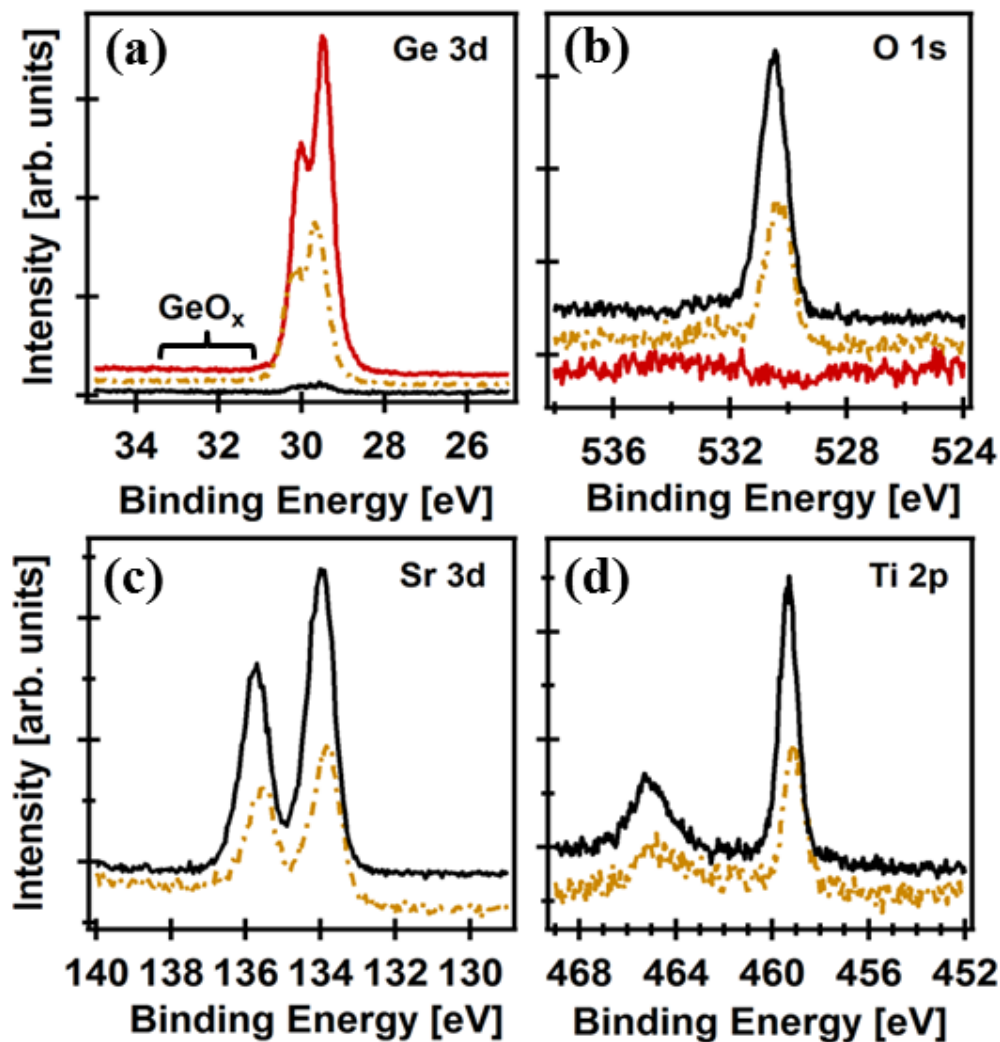 (a) Ge 3d
Intensity [arb. units]
GeOₓ
34 32 30 28 26
Binding Energy [eV]
(b) O 1s
536 532 528 524
Binding Energy [eV]
(c) Sr 3d
Intensity [arb. units]
140 138 136 134 132 130
Binding Energy [eV]
(d) Ti 2p
468 464 460 456 452
Binding Energy [eV]